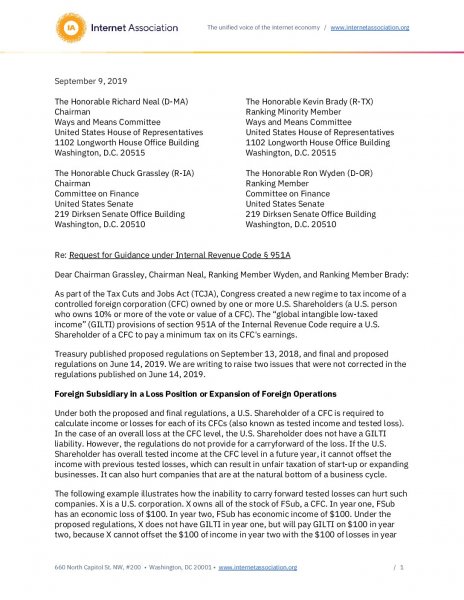 IA Internet Association
The unified voice of the internet economy / www.internetassociation.org
September 9, 2019
The Honorable Richard Neal (D-MA)
Chairman
Ways and Means Committee
United States House of Representatives
1102 Longworth House Office Building
Washington, D.C. 20515
The Honorable Kevin Brady (R-TX)
Ranking Minority Member
Ways and Means Committee
United States House of Representatives
1102 Longworth House Office Building
Washington, D.C. 20515
The Honorable Chuck Grassley (R-IA)
Chairman
Committee on Finance
United States Senate
219 Dirksen Senate Office Building
Washington, D.C. 20510
The Honorable Ron Wyden (D-OR)
Ranking Member
Committee on Finance
United States Senate
219 Dirksen Senate Office Building
Washington, D.C. 20510
Re: Request for Guidance under Internal Revenue Code § 951A
Dear Chairman Grassley, Chairman Neal, Ranking Member Wyden, and Ranking Member Brady:
As part of the Tax Cuts and Jobs Act (TCJA), Congress created a new regime to tax income of a
controlled foreign corporation (CFC) owned by one or more U.S. Shareholders (a U.S. person
who owns 10% or more of the vote or value of a CFC). The “global intangible low-taxed
income” (GILTI) provisions of section 951A of the Internal Revenue Code require a U.S.
Shareholder of a CFC to pay a minimum tax on its CFC's earnings.
Treasury published proposed regulations on September 13, 2018, and final and proposed
regulations on June 14, 2019. We are writing to raise two issues that were not corrected in the
regulations published on June 14, 2019.
Foreign Subsidiary in a Loss Position or Expansion of Foreign Operations
Under both the proposed and final regulations, a U.S. Shareholder of a CFC is required to
calculate income or losses for each of its CFCs (also known as tested income and tested loss).
In the case of an overall loss at the CFC level, the U.S. Shareholder does not have a GILTI
liability. However, the regulations do not provide for a carryforward of the loss. If the U.S.
Shareholder has overall tested income at the CFC level in a future year, it cannot offset the
income with previous tested losses, which can result in unfair taxation of start-up or expanding
businesses. It can also hurt companies that are at the natural bottom of a business cycle.
The following example illustrates how the inability to carry forward tested losses can hurt such
companies. X is a U.S. corporation. X owns all of the stock of FSub, a CFC. In year one, FSub
has an economic loss of $100. In year two, FSub has economic income of $100. Under the
proposed regulations, X does not have GILTI in year one, but will pay GILTI on $100 in year
two, because X cannot offset the $100 of income in year two with the $100 of losses in year
660 North Capitol St. NW, #200 • Washington, DC 20001 • www.internetassociation.org
/ 1